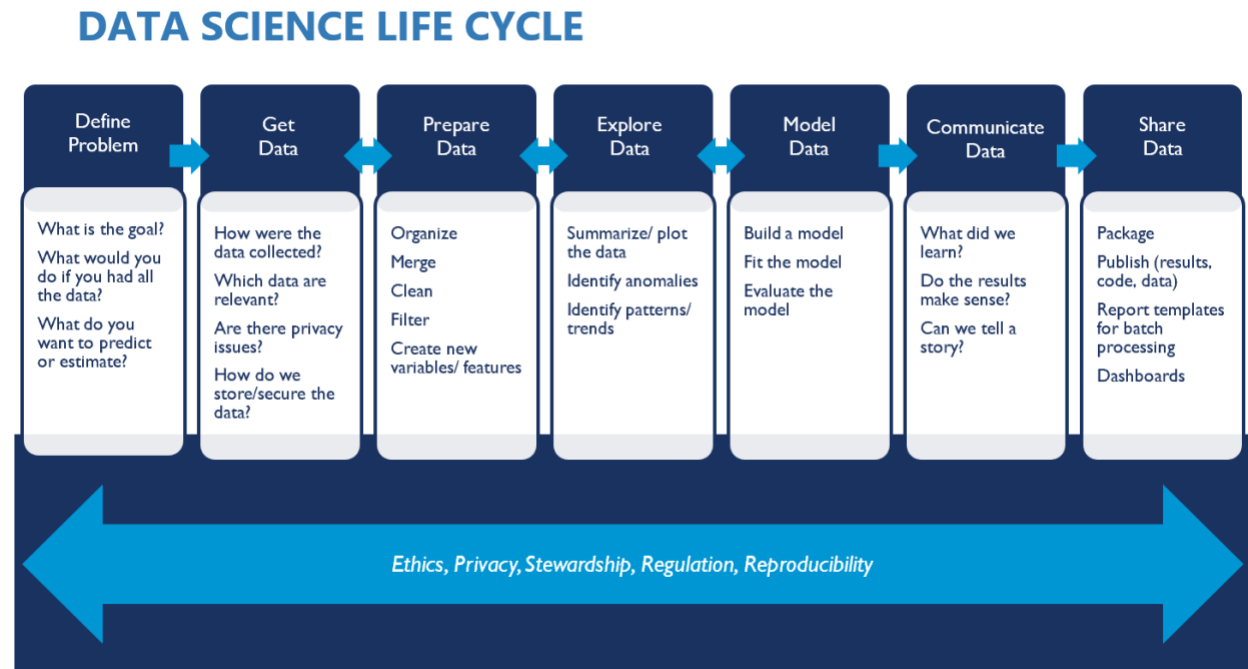 DATA SCIENCE LIFE CYCLE
Define
Problem
What is the goal?
What would you
do if you had all
the data?
What do you
want to predict
or estimate?
Get
Data
How were the
data collected?
Which data are
relevant?
Are there privacy
issues?
How do we
store/secure the
data?
Prepare
Data
Organize
Merge
Clean
Filter
Create new
variables/ features
Explore
Data
Summarize/ plot
the data
Identify anomalies
Identify patterns/
trends
Model
Data
Build a model
Fit the model
Evaluate the
model
Communicate
Data
What did we
learn?
Do the results
make sense?
Can we tell a
story?
Share
Data
Package
Publish (results,
code, data)
Report templates
for batch
processing
Dashboards
Ethics, Privacy, Stewardship, Regulation, Reproducibility